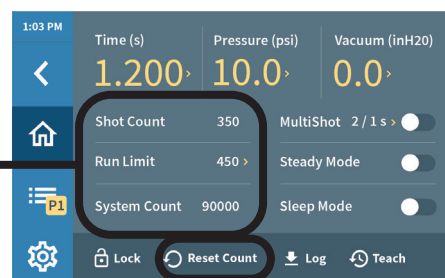 1:03 PM
Time (s) Pressure (psi) Vacuum (inH20)
1.200 > 10.0 > 0.0 >
Shot Count 350 MultiShot 2 / 1 s >
Run Limit 450 > Steady Mode
System Count 90000 Sleep Mode
P1
Lock Reset Count Log Teach